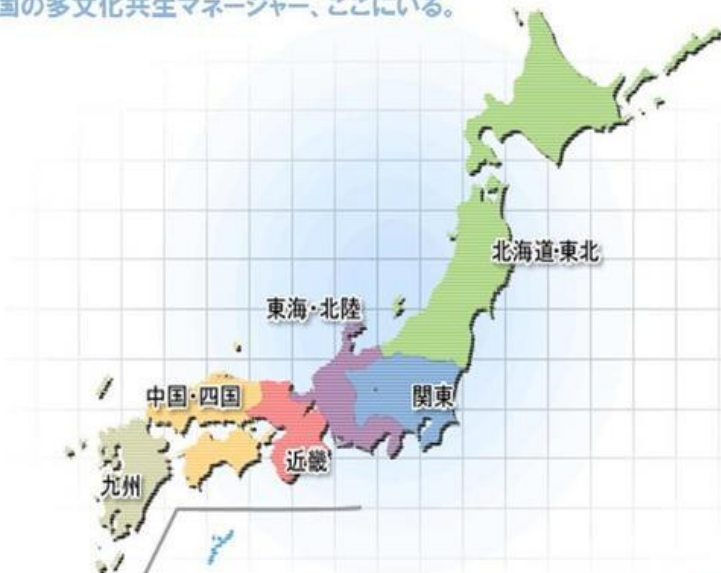 国の多文化共生マネージャー、ここにいる。
北海道・東北
東海・北陸
中国・四国
関東
近畿
九州